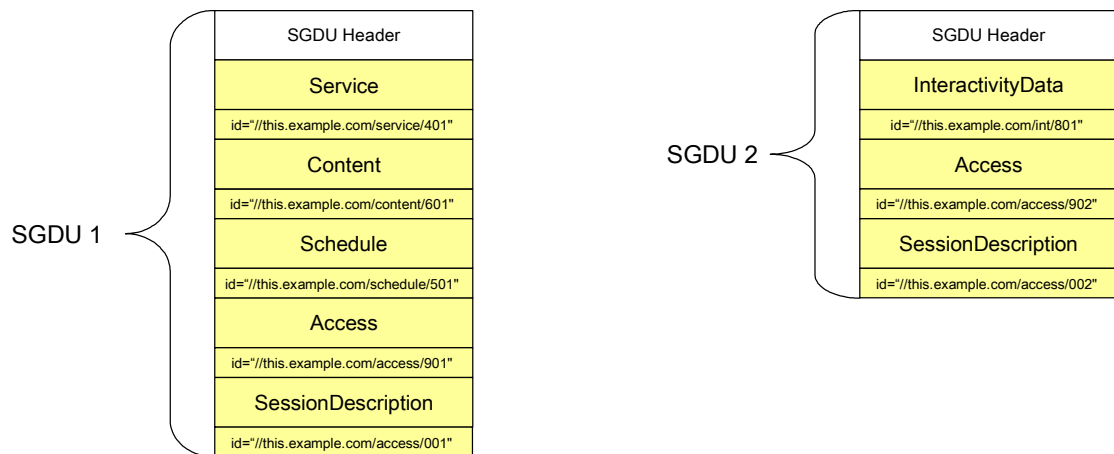 SGDU 1
SGDU Header
Service
id=“//this.example.com/service/401"
Content
id=“//this.example.com/content/601"
Schedule
id=“//this.example.com/schedule/501"
Access
id=“//this.example.com/access/901"
SessionDescription
id=“//this.example.com/access/001"
SGDU 2
SGDU Header
InteractivityData
id=“//this.example.com/int/801"
Access
id=“//this.example.com/access/902"
SessionDescription
id=“//this.example.com/access/002"